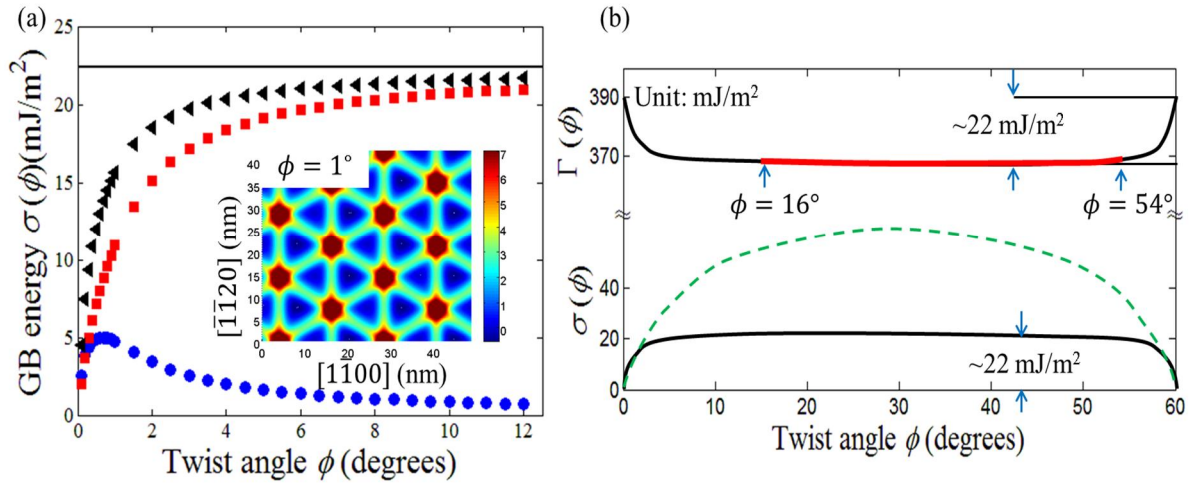 (a)
25
20
15
10
5
0
GB energy σ(ϕ)(mJ/m²)
0 2 4 6 8 10 12
Twist angle ϕ (degrees)
ϕ = 1°
40
35
30
25
20
15
10
5
0
[1̅1̅20] (nm)
0 10 20 30 40
[11̅00] (nm)
7
6
5
4
3
2
1
0
(b)
Unit: mJ/m²
390
370
Γ (ϕ)
~22 mJ/m²
ϕ = 16°
ϕ = 54°
40
20
0
σ (ϕ)
~22 mJ/m²
0 10 20 30 40 50 60
Twist angle ϕ (degrees)